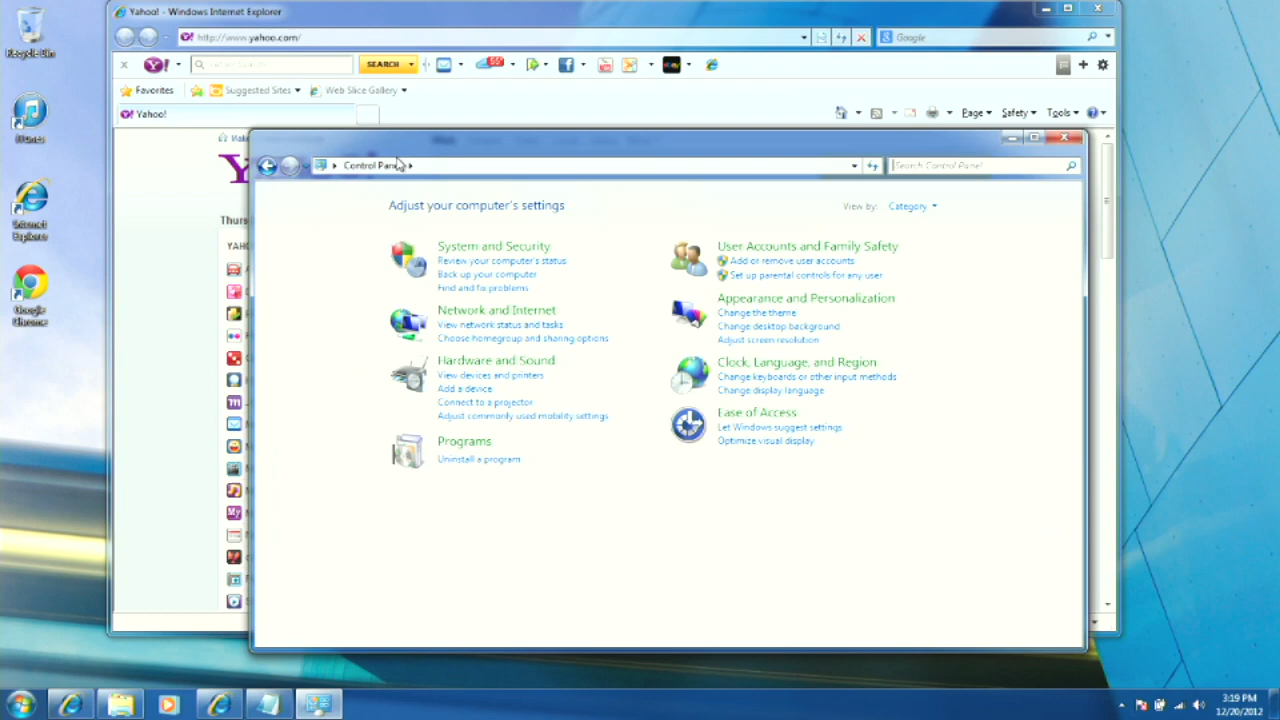 Recycle Bin
iTunes
Internet
Explorer
Google
Chrome
Yahoo! - Windows Internet Explorer
http://www.yahoo.com/
Google
Y!
SEARCH
Favorites
Suggested Sites
Web Slice Gallery
Yahoo!
Page
Safety
Tools
Y
Thurs
YAHO
Control Panel
Search Control Panel
Adjust your computer's settings
View by: Category
System and Security
Review your computer's status
Back up your computer
Find and fix problems
Network and Internet
View network status and tasks
Choose homegroup and sharing options
Hardware and Sound
View devices and printers
Add a device
Connect to a projector
Adjust commonly used mobility settings
Programs
Uninstall a program
User Accounts and Family Safety
Add or remove user accounts
Set up parental controls for any user
Appearance and Personalization
Change the theme
Change desktop background
Adjust screen resolution
Clock, Language, and Region
Change keyboards or other input methods
Change display language
Ease of Access
Let Windows suggest settings
Optimize visual display
3:19 PM
12/20/2012